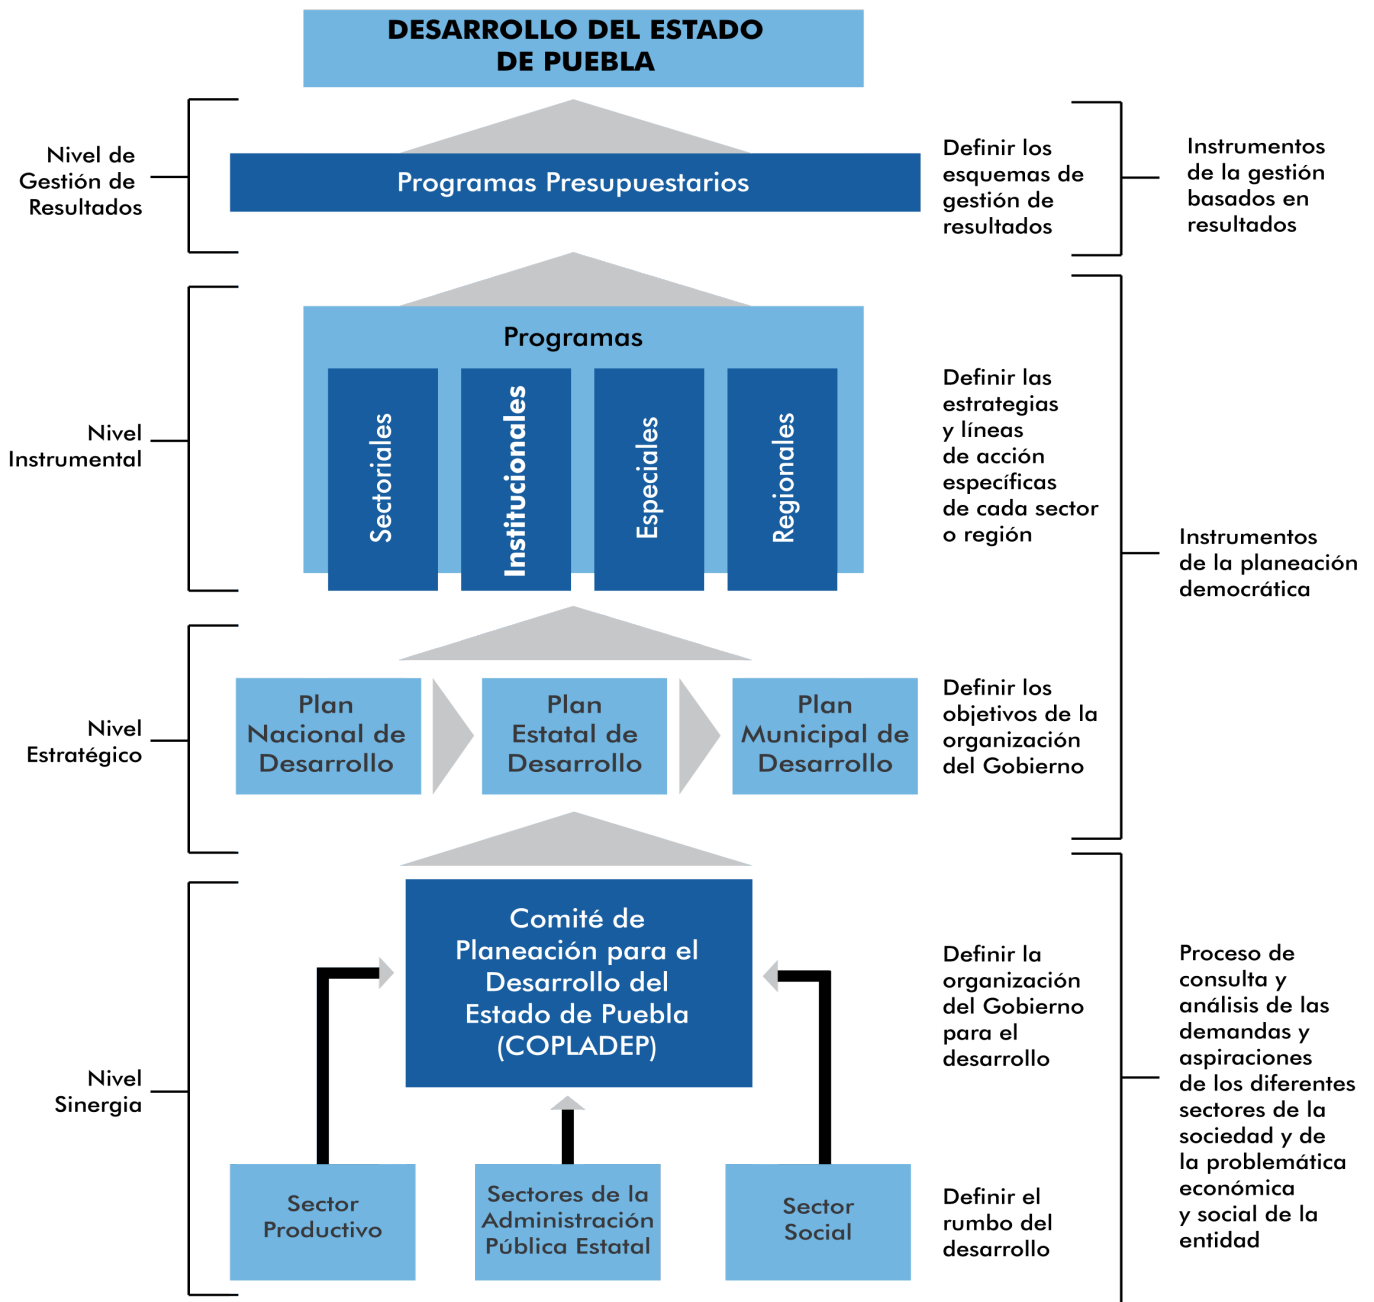 DESARROLLO DEL ESTADO
DE PUEBLA
Nivel de
Gestión de
Resultados
Programas Presupuestarios
Definir los
esquemas de
gestión de
resultados
Instrumentos
de la gestión
basados en
resultados
Nivel
Instrumental
Programas
Sectoriales
Institucionales
Especiales
Regionales
Definir las
estrategias
y líneas
de acción
específicas
de cada sector
o región
Instrumentos
de la planeación
democrática
Nivel
Estratégico
Plan
Nacional de
Desarrollo
Plan
Estatal de
Desarrollo
Plan
Municipal de
Desarrollo
Definir los
objetivos de la
organización
del Gobierno
Nivel
Sinergia
Comité de
Planeación para el
Desarrollo del
Estado de Puebla
(COPLADEP)
Definir la
organización
del Gobierno
para el
desarrollo
Sector
Productivo
Sectores de la
Administración
Pública Estatal
Sector
Social
Definir el
rumbo del
desarrollo
Proceso de
consulta y
análisis de las
demandas y
aspiraciones
de los diferentes
sectores de la
sociedad y de
la problemática
económica
y social de la
entidad